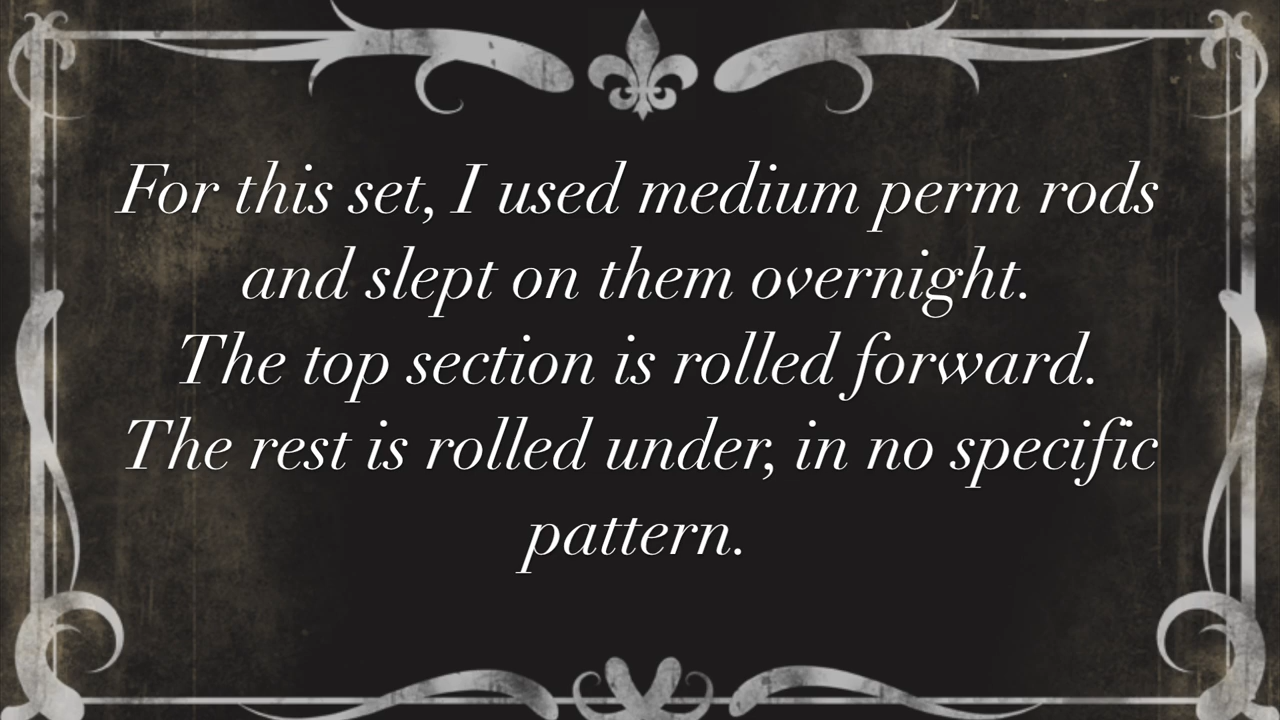 For this set, I used medium perm rods
and slept on them overnight.
The top section is rolled forward.
The rest is rolled under, in no specific
pattern.